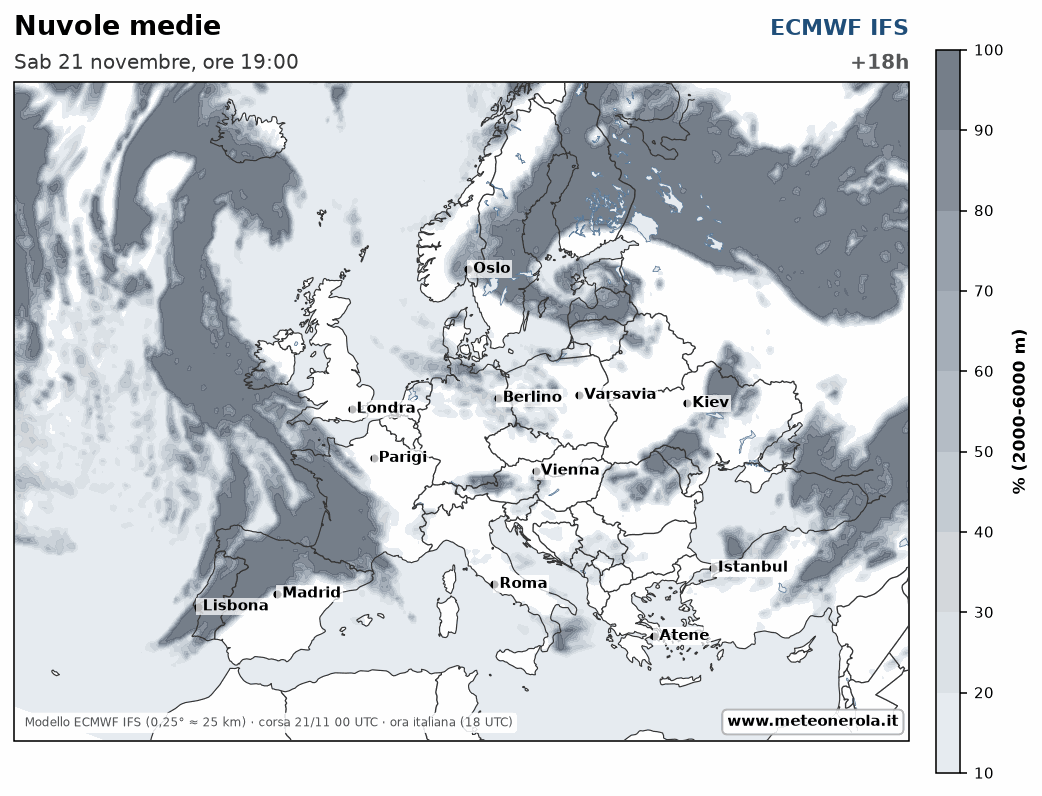 Nuvole medie
ECMWF IFS
Sab 21 novembre, ore 19:00
+18h
100
90
80
70
60
50
40
30
20
10
% (2000-6000 m)
Oslo
Londra
Berlino
Varsavia
Kiev
Parigi
Vienna
Istanbul
Roma
Madrid
Lisbona
Atene
Modello ECMWF IFS (0,25° ≈ 25 km) · corsa 21/11 00 UTC · ora italiana (18 UTC)
www.meteonerola.it